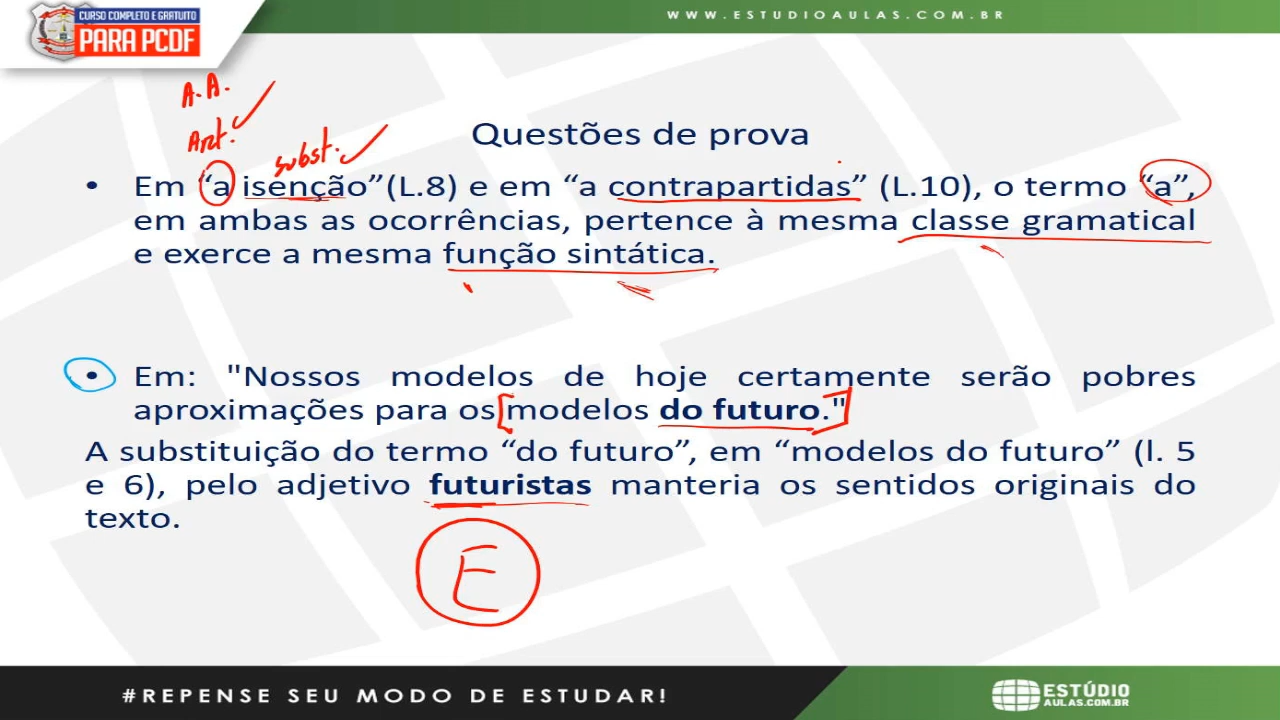 CURSO COMPLETO E GRATUITO
PARA PCDF
WWW.ESTUDIOAULAS.COM.BR
A.A.
Art.
subst.
Questões de prova
• Em “a isenção”(L.8) e em “a contrapartidas” (L.10), o termo “a”,
em ambas as ocorrências, pertence à mesma classe gramatical
e exerce a mesma função sintática.
• Em: "Nossos modelos de hoje certamente serão pobres
aproximações para os [modelos do futuro."]
A substituição do termo “do futuro”, em “modelos do futuro” (l. 5
e 6), pelo adjetivo futuristas manteria os sentidos originais do
texto.
E
#REPENSE SEU MODO DE ESTUDAR!
ESTÚDIO
AULAS.COM.BR